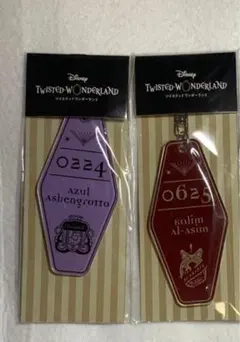 Disney
TWISTED-WONDERLAND
ツイステッドワンダーランド
0224
AZUL
Ashengrotto
Disney
TWISTED-WONDERLAND
ツイステッドワンダーランド
0625
Kalim
Al-Asim